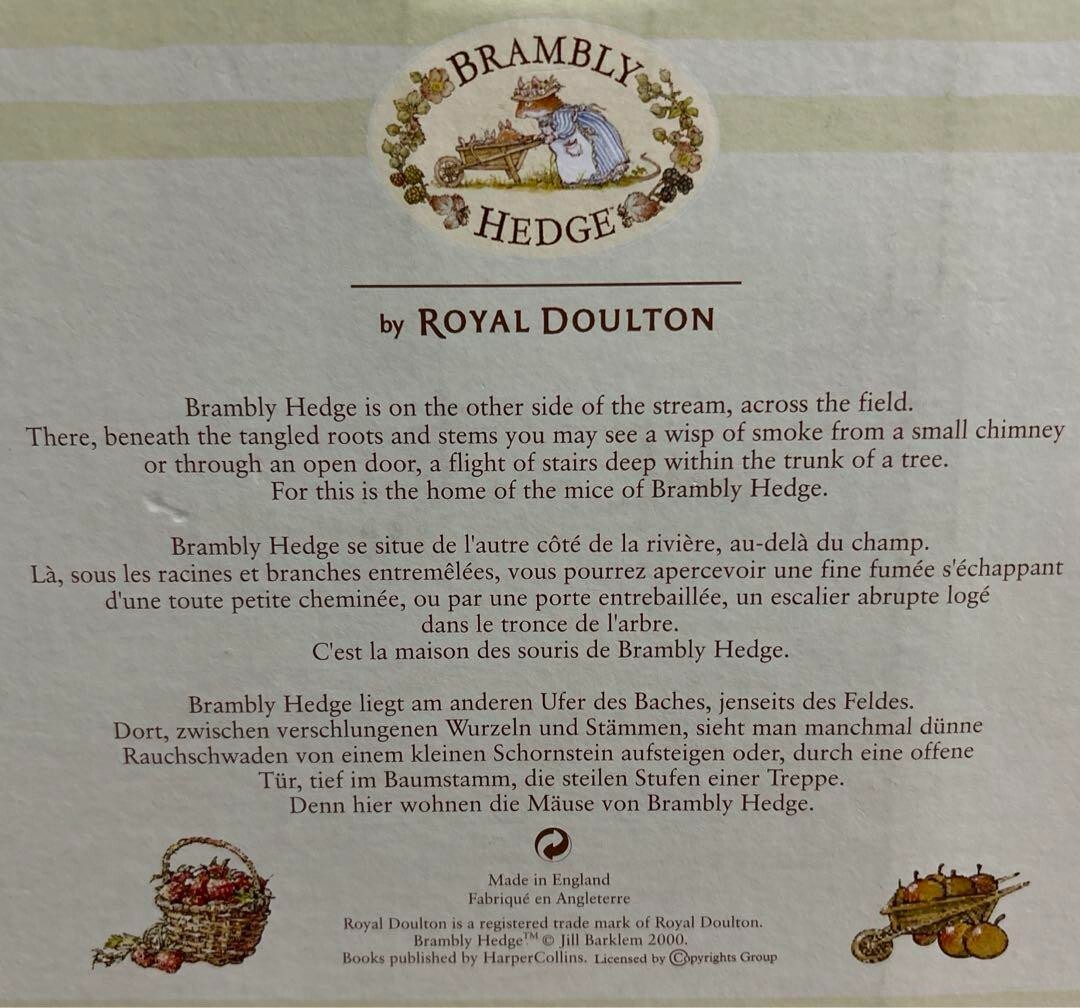 BRAMBLY
HEDGE™
by ROYAL DOULTON
Brambly Hedge is on the other side of the stream, across the field.
There, beneath the tangled roots and stems you may see a wisp of smoke from a small chimney
or through an open door, a flight of stairs deep within the trunk of a tree.
For this is the home of the mice of Brambly Hedge.
Brambly Hedge se situe de l'autre côté de la rivière, au-delà du champ.
Là, sous les racines et branches entremêlées, vous pourrez apercevoir une fine fumée s'échappant
d'une toute petite cheminée, ou par une porte entrebaillée, un escalier abrupte logé
dans le tronce de l'arbre.
C'est la maison des souris de Brambly Hedge.
Brambly Hedge liegt am anderen Ufer des Baches, jenseits des Feldes.
Dort, zwischen verschlungenen Wurzeln und Stämmen, sieht man manchmal dünne
Rauchschwaden von einem kleinen Schornstein aufsteigen oder, durch eine offene
Tür, tief im Baumstamm, die steilen Stufen einer Treppe.
Denn hier wohnen die Mäuse von Brambly Hedge.
Made in England
Fabriqué en Angleterre
Royal Doulton is a registered trade mark of Royal Doulton.
Brambly Hedge™ © Jill Barklem 2000.
Books published by HarperCollins. Licensed by ©opyrights Group